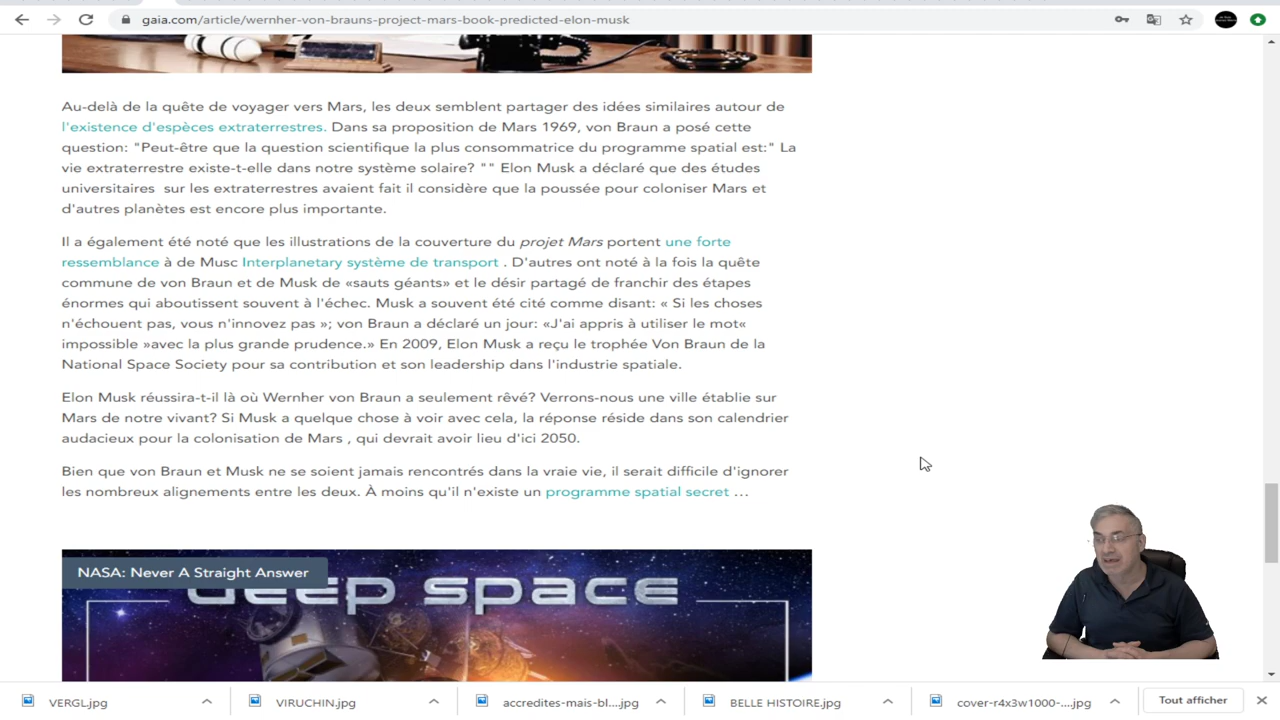 gaia.com/article/wernher-von-brauns-project-mars-book-predicted-elon-musk
Au-delà de la quête de voyager vers Mars, les deux semblent partager des idées similaires autour de
l'existence d'espèces extraterrestres. Dans sa proposition de Mars 1969, von Braun a posé cette
question: "Peut-être que la question scientifique la plus consommatrice du programme spatial est:" La
vie extraterrestre existe-t-elle dans notre système solaire? "" Elon Musk a déclaré que des études
universitaires  sur les extraterrestres avaient fait il considère que la poussée pour coloniser Mars et
d'autres planètes est encore plus importante.
Il a également été noté que les illustrations de la couverture du projet Mars portent une forte
ressemblance à de Musc Interplanetary système de transport . D'autres ont noté à la fois la quête
commune de von Braun et de Musk de «sauts géants» et le désir partagé de franchir des étapes
énormes qui aboutissent souvent à l'échec. Musk a souvent été cité comme disant: « Si les choses
n'échouent pas, vous n'innovez pas »; von Braun a déclaré un jour: «J'ai appris à utiliser le mot«
impossible »avec la plus grande prudence.» En 2009, Elon Musk a reçu le trophée Von Braun de la
National Space Society pour sa contribution et son leadership dans l'industrie spatiale.
Elon Musk réussira-t-il là où Wernher von Braun a seulement rêvé? Verrons-nous une ville établie sur
Mars de notre vivant? Si Musk a quelque chose à voir avec cela, la réponse réside dans son calendrier
audacieux pour la colonisation de Mars , qui devrait avoir lieu d'ici 2050.
Bien que von Braun et Musk ne se soient jamais rencontrés dans la vraie vie, il serait difficile d'ignorer
les nombreux alignements entre les deux. À moins qu'il n'existe un programme spatial secret ...
NASA: Never A Straight Answer
deep space
VERGL.jpg
VIRUCHIN.jpg
accredites-mais-bl....jpg
BELLE HISTOIRE.jpg
cover-r4x3w1000-....jpg
Tout afficher